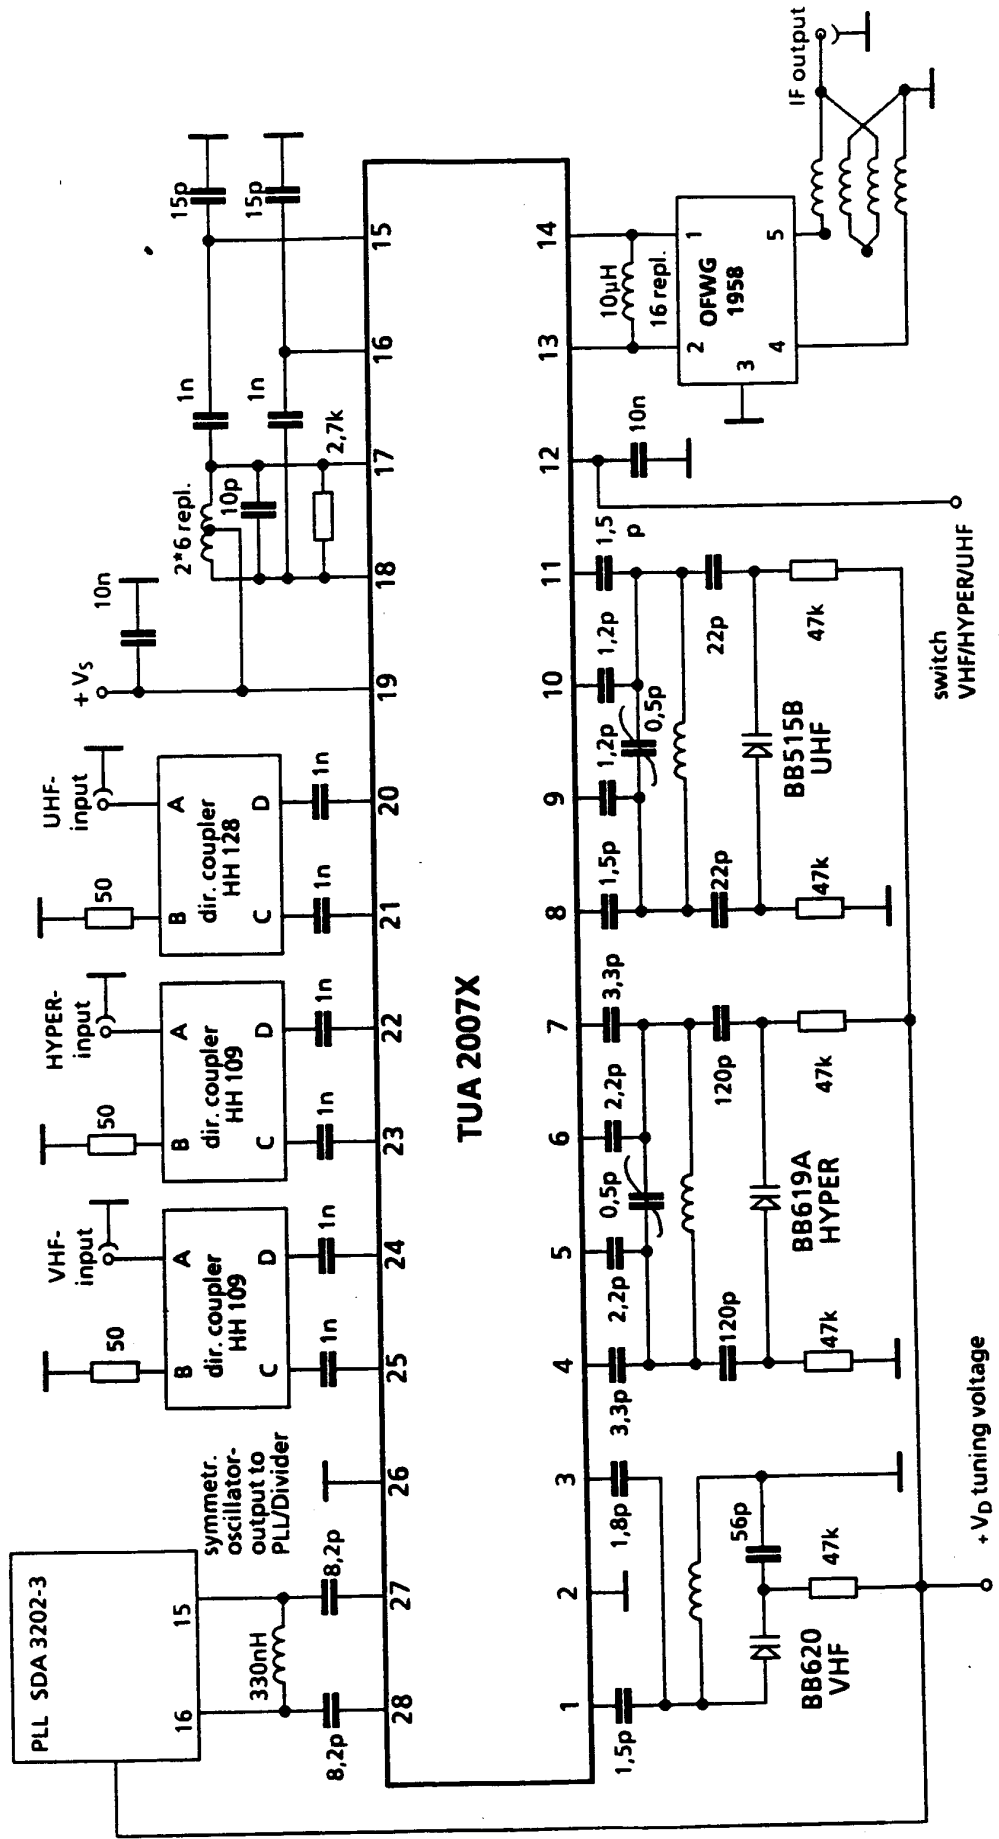 PLL SDA 3202-3
16
15
330nH
8,2p
8,2p
symmetr.
oscillator-
output to
PLL/Divider
VHF-
input
50
B
A
dir. coupler
HH 109
C
D
1n
1n
HYPER-
input
50
B
A
dir. coupler
HH 109
C
D
1n
1n
UHF-
input
50
B
A
dir. coupler
HH 128
C
D
1n
1n
+ VS
10n
2*6 repl.
10p
2,7k
1n
1n
15p
15p
28
27
26
25
24
23
22
21
20
19
18
17
16
15
TUA 2007X
1
2
3
4
5
6
7
8
9
10
11
12
13
14
1,5p
1,8p
56p
47k
BB620
VHF
+ VD tuning voltage
3,3p
2,2p
0,5p
2,2p
3,3p
120p
120p
47k
47k
BB619A
HYPER
1,5p
1,2p
0,5p
1,2p
1,5
p
22p
22p
47k
47k
BB515B
UHF
switch
VHF/HYPER/UHF
10n
10µH
16 repl.
2
1
OFWG
1958
3
4
5
IF output